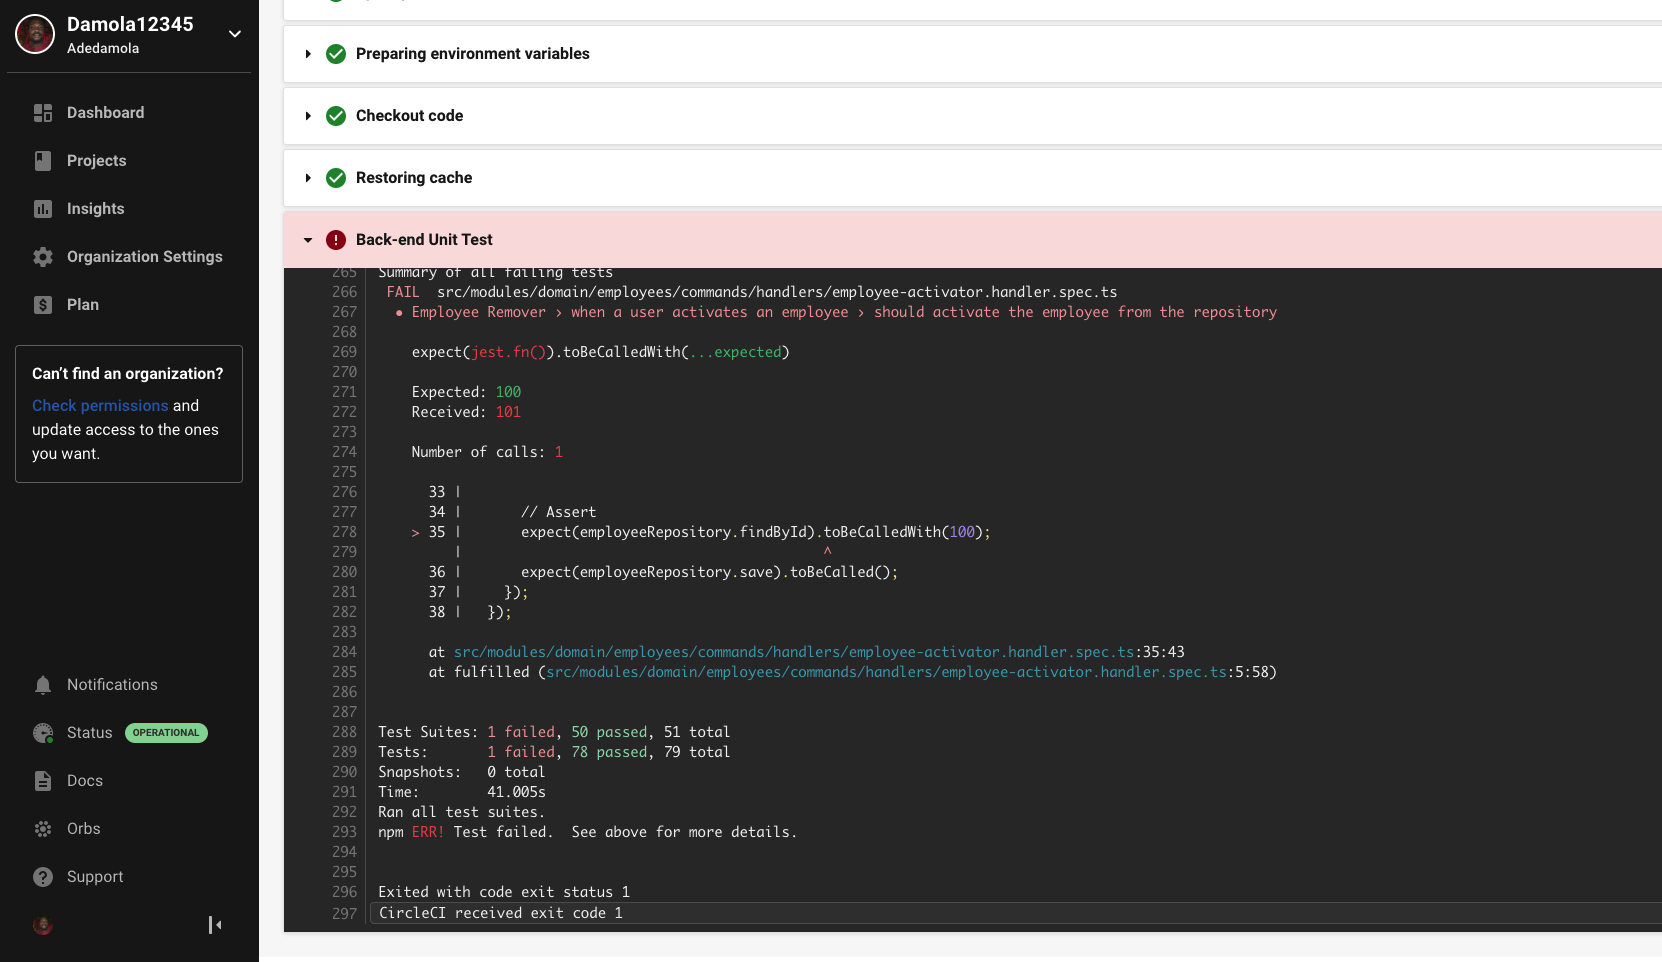 Damola12345
Adedamola
Dashboard
Projects
Insights
Organization Settings
Plan
Can't find an organization?
Check permissions and
update access to the ones
you want.
Notifications
Status OPERATIONAL
Docs
Orbs
Support
Preparing environment variables
Checkout code
Restoring cache
Back-end Unit Test
265 Summary of all failing tests
266 FAIL src/modules/domain/employees/commands/handlers/employee-activator.handler.spec.ts
267 ● Employee Remover › when a user activates an employee › should activate the employee from the repository
268
269 expect(jest.fn()).toBeCalledWith(...expected)
270
271 Expected: 100
272 Received: 101
273
274 Number of calls: 1
275
276 33 |
277 34 | // Assert
278 > 35 | expect(employeeRepository.findById).toBeCalledWith(100);
279 | ^
280 36 | expect(employeeRepository.save).toBeCalled();
281 37 | });
282 38 | });
283
284 at src/modules/domain/employees/commands/handlers/employee-activator.handler.spec.ts:35:43
285 at fulfilled (src/modules/domain/employees/commands/handlers/employee-activator.handler.spec.ts:5:58)
286
287
288 Test Suites: 1 failed, 50 passed, 51 total
289 Tests: 1 failed, 78 passed, 79 total
290 Snapshots: 0 total
291 Time: 41.005s
292 Ran all test suites.
293 npm ERR! Test failed. See above for more details.
294
295
296 Exited with code exit status 1
297 CircleCI received exit code 1